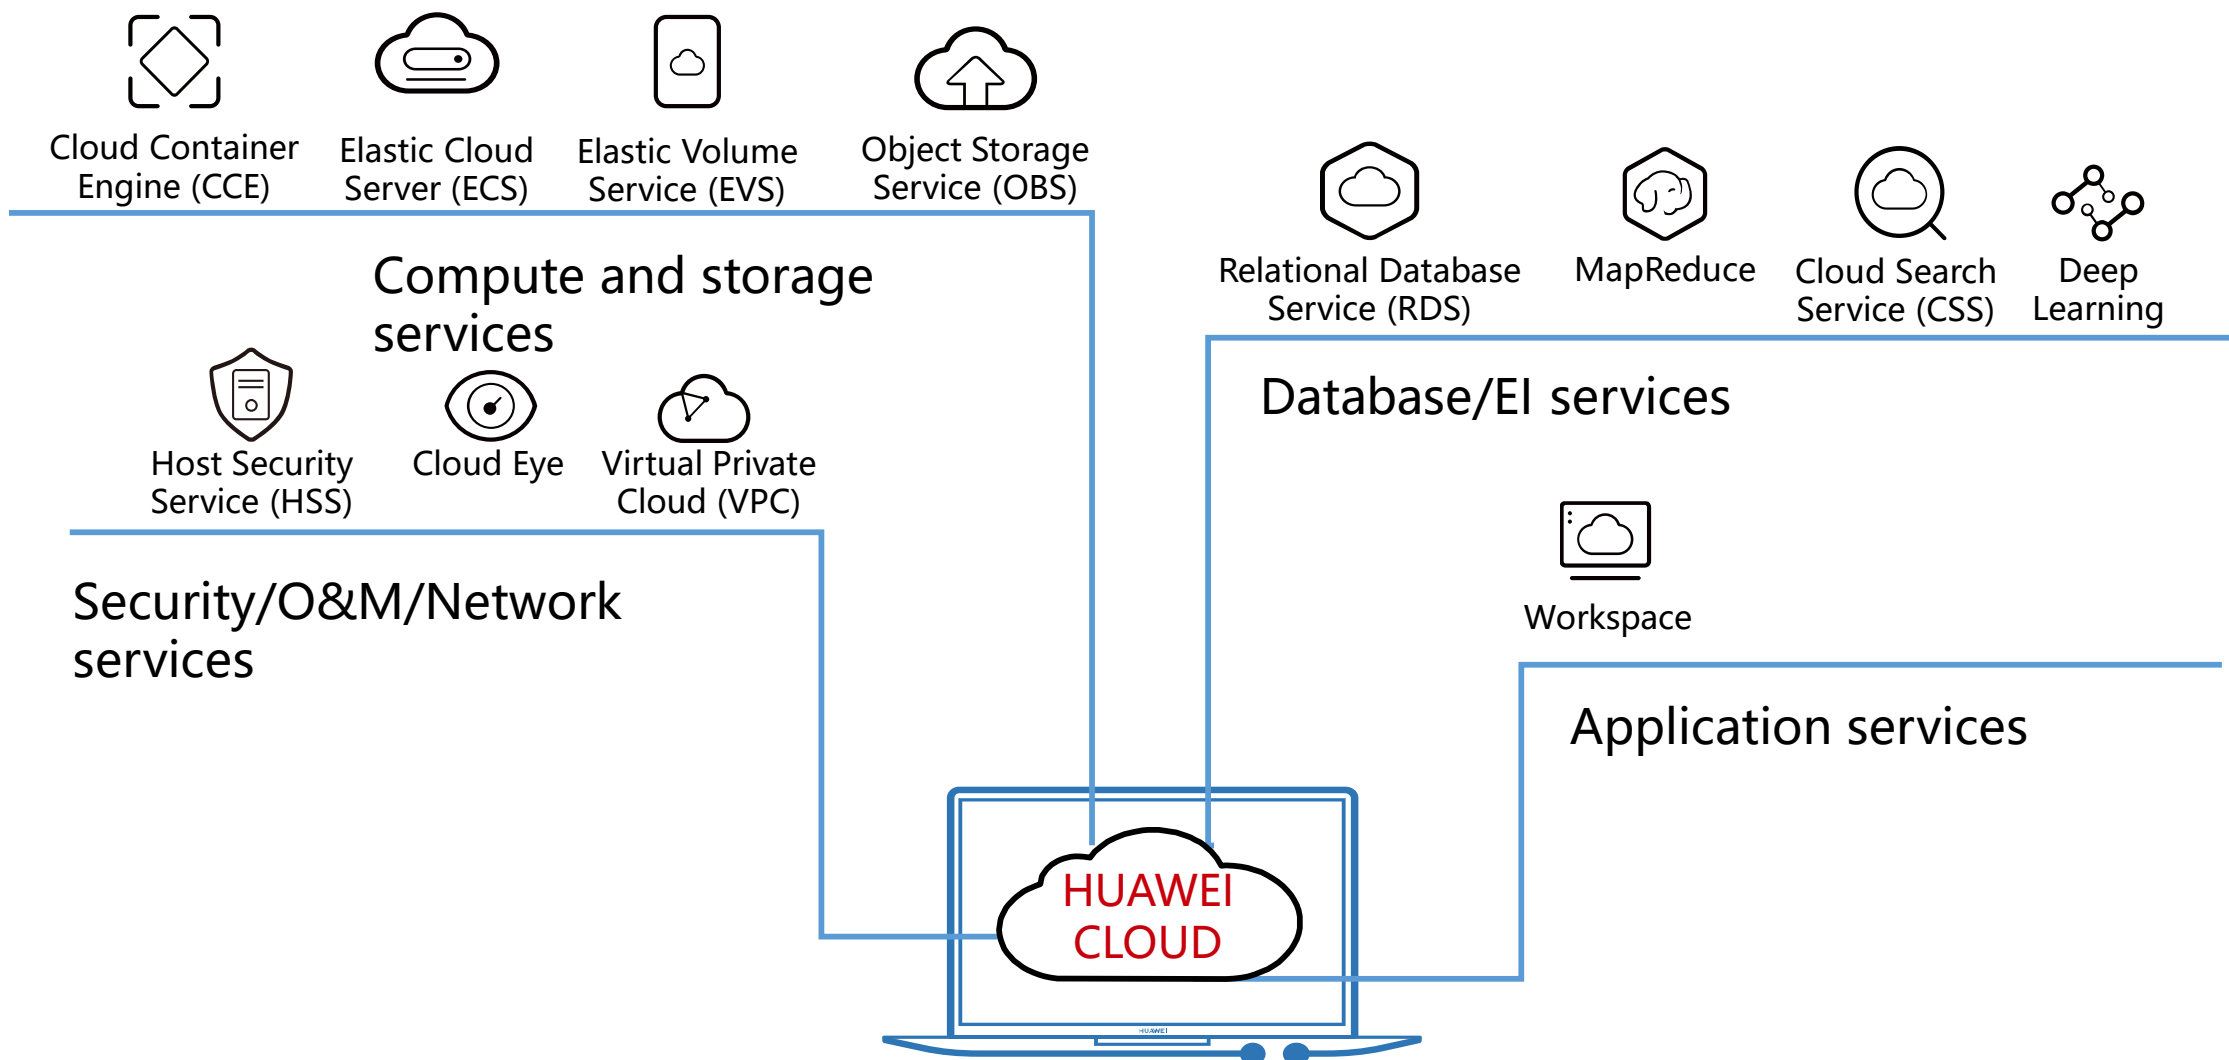 Cloud Container
Engine (CCE)
Elastic Cloud
Server (ECS)
Elastic Volume
Service (EVS)
Object Storage
Service (OBS)
Compute and storage
services
Relational Database
Service (RDS)
MapReduce
Cloud Search
Service (CSS)
Deep
Learning
Database/EI services
Host Security
Service (HSS)
Cloud Eye
Virtual Private
Cloud (VPC)
Security/O&M/Network
services
Workspace
Application services
HUAWEI
CLOUD
HUAWEI